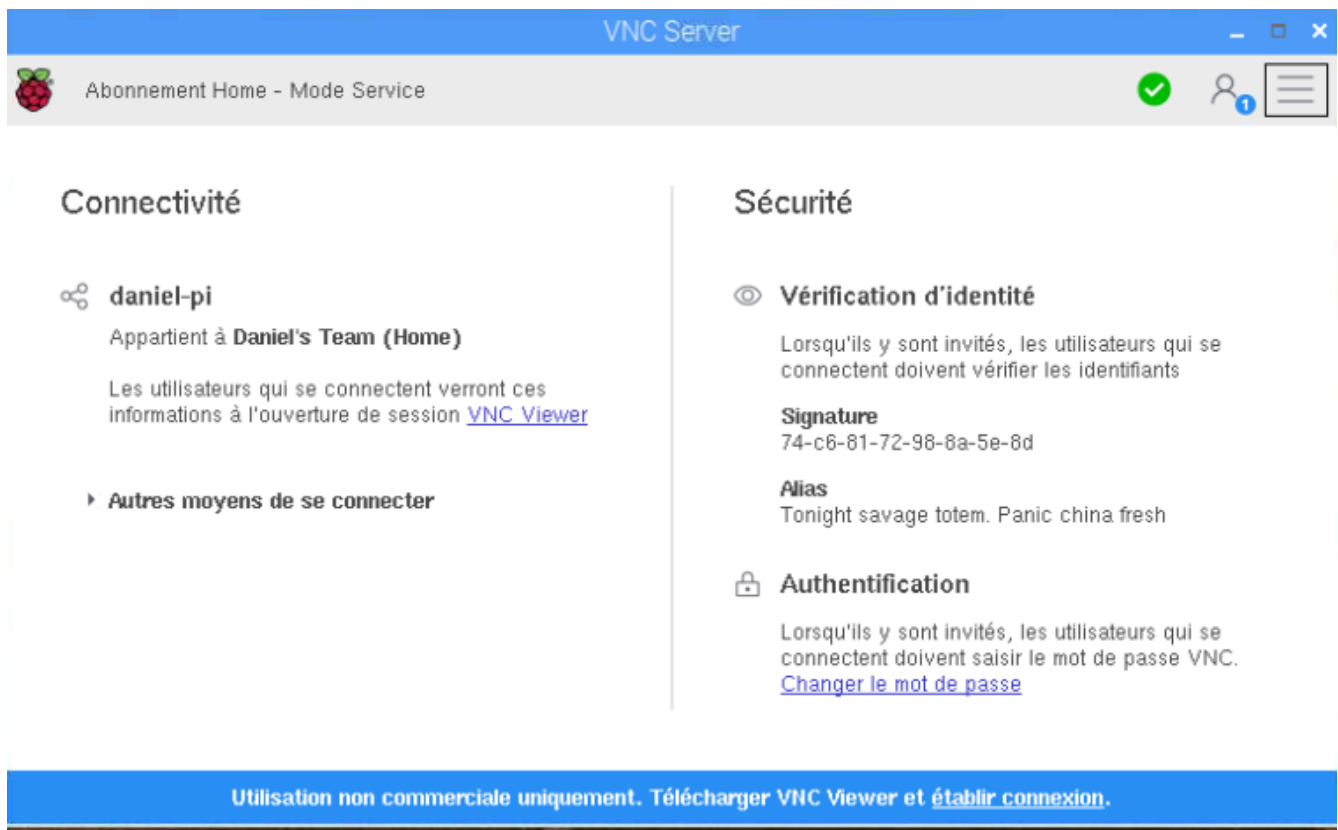 VNC Server
Abonnement Home - Mode Service
1
Connectivité
daniel-pi
Appartient à Daniel's Team (Home)
Les utilisateurs qui se connectent verront ces
informations à l'ouverture de session VNC Viewer
Autres moyens de se connecter
Sécurité
Vérification d'identité
Lorsqu'ils y sont invités, les utilisateurs qui se
connectent doivent vérifier les identifiants
Signature
74-c6-81-72-98-8a-5e-8d
Alias
Tonight savage totem. Panic china fresh
Authentification
Lorsqu'ils y sont invités, les utilisateurs qui se
connectent doivent saisir le mot de passe VNC.
Changer le mot de passe
Utilisation non commerciale uniquement. Télécharger VNC Viewer et établir connexion.